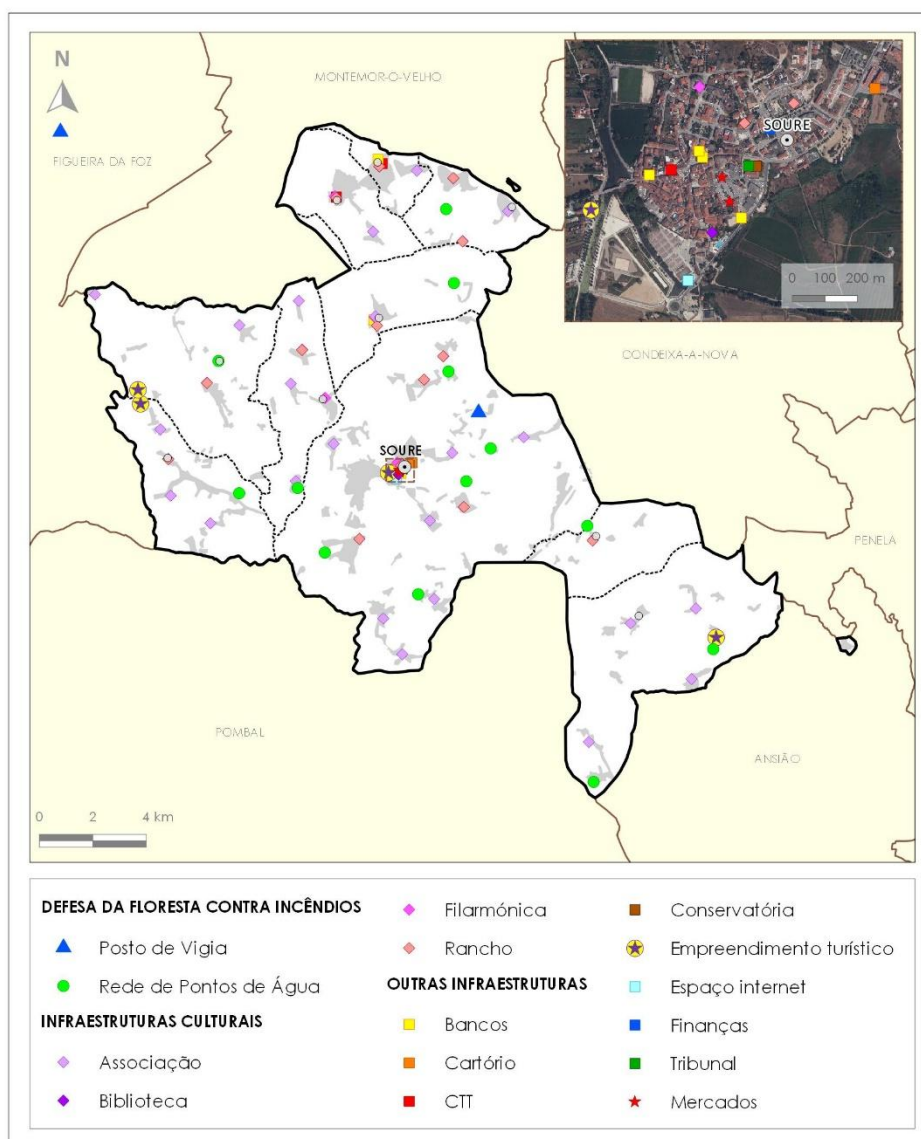 N
MONTEMOR-O-VELHO
FIGUEIRA DA FOZ
SOURE
0 100 200 m
CONDEIXA-A-NOVA
SOURE
PENELA
POMBAL
ANSIÃO
0 2 4 km
DEFESA DA FLORESTA CONTRA INCÊNDIOS
Posto de Vigia
Rede de Pontos de Água
INFRAESTRUTURAS CULTURAIS
Associação
Biblioteca
Filarmónica
Rancho
OUTRAS INFRAESTRUTURAS
Bancos
Cartório
CTT
Conservatória
Empreendimento turístico
Espaço internet
Finanças
Tribunal
Mercados